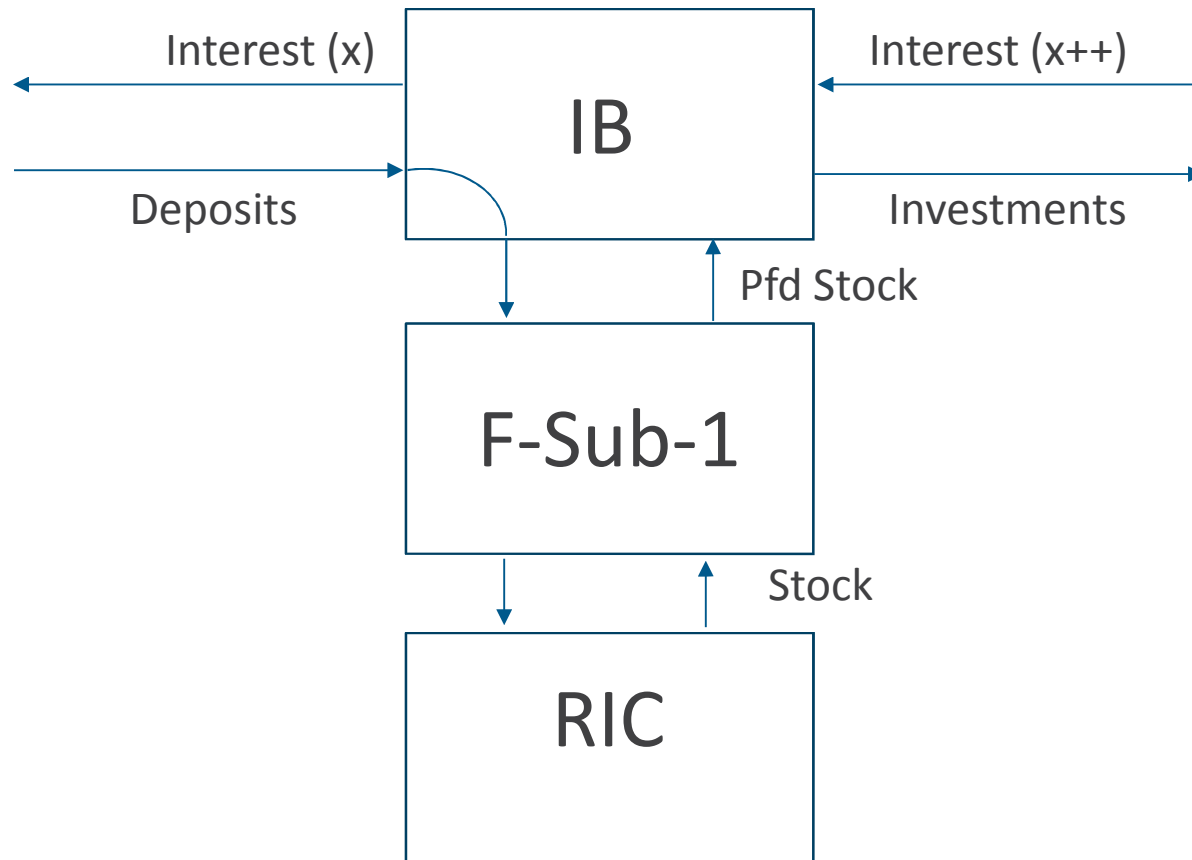 Interest (x)
Interest (x++)
IB
Deposits
Investments
Pfd Stock
F-Sub-1
Stock
RIC